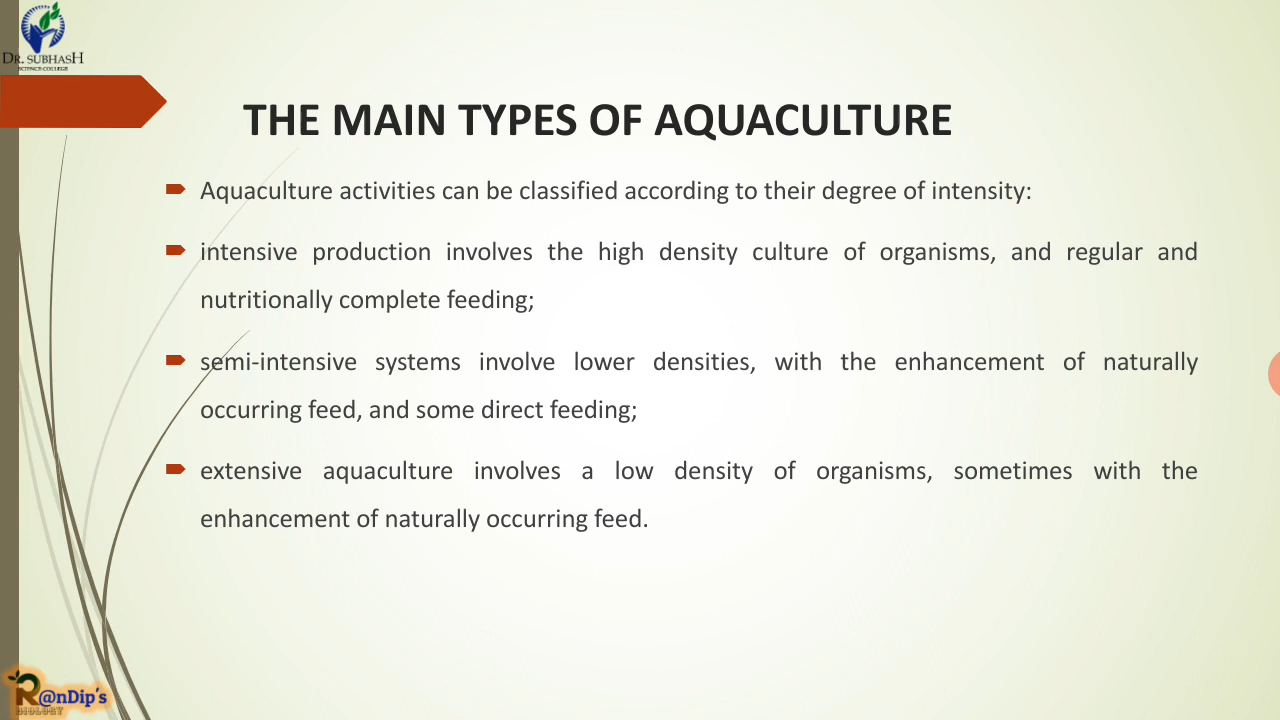 DR. SUBHASH
SCIENCE COLLEGE
THE MAIN TYPES OF AQUACULTURE
Aquaculture activities can be classified according to their degree of intensity:
intensive production involves the high density culture of organisms, and regular and
nutritionally complete feeding;
semi-intensive systems involve lower densities, with the enhancement of naturally
occurring feed, and some direct feeding;
extensive aquaculture involves a low density of organisms, sometimes with the
enhancement of naturally occurring feed.
R@nDip's
BIOLOGY